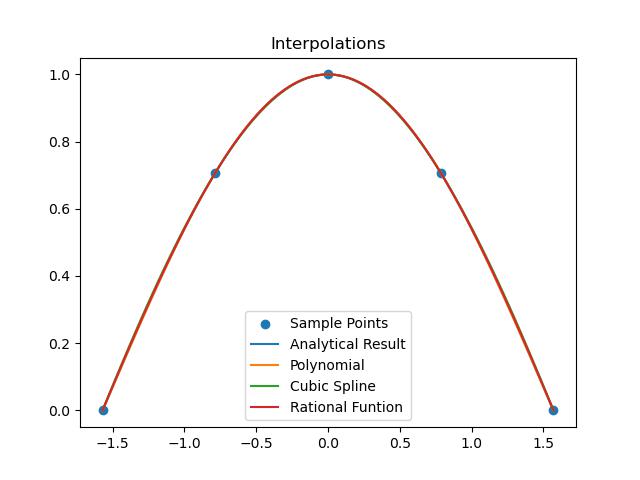 Interpolations
1.0
0.8
0.6
0.4
0.2
0.0
Sample Points
Analytical Result
Polynomial
Cubic Spline
Rational Funtion
−1.5 −1.0 −0.5 0.0 0.5 1.0 1.5